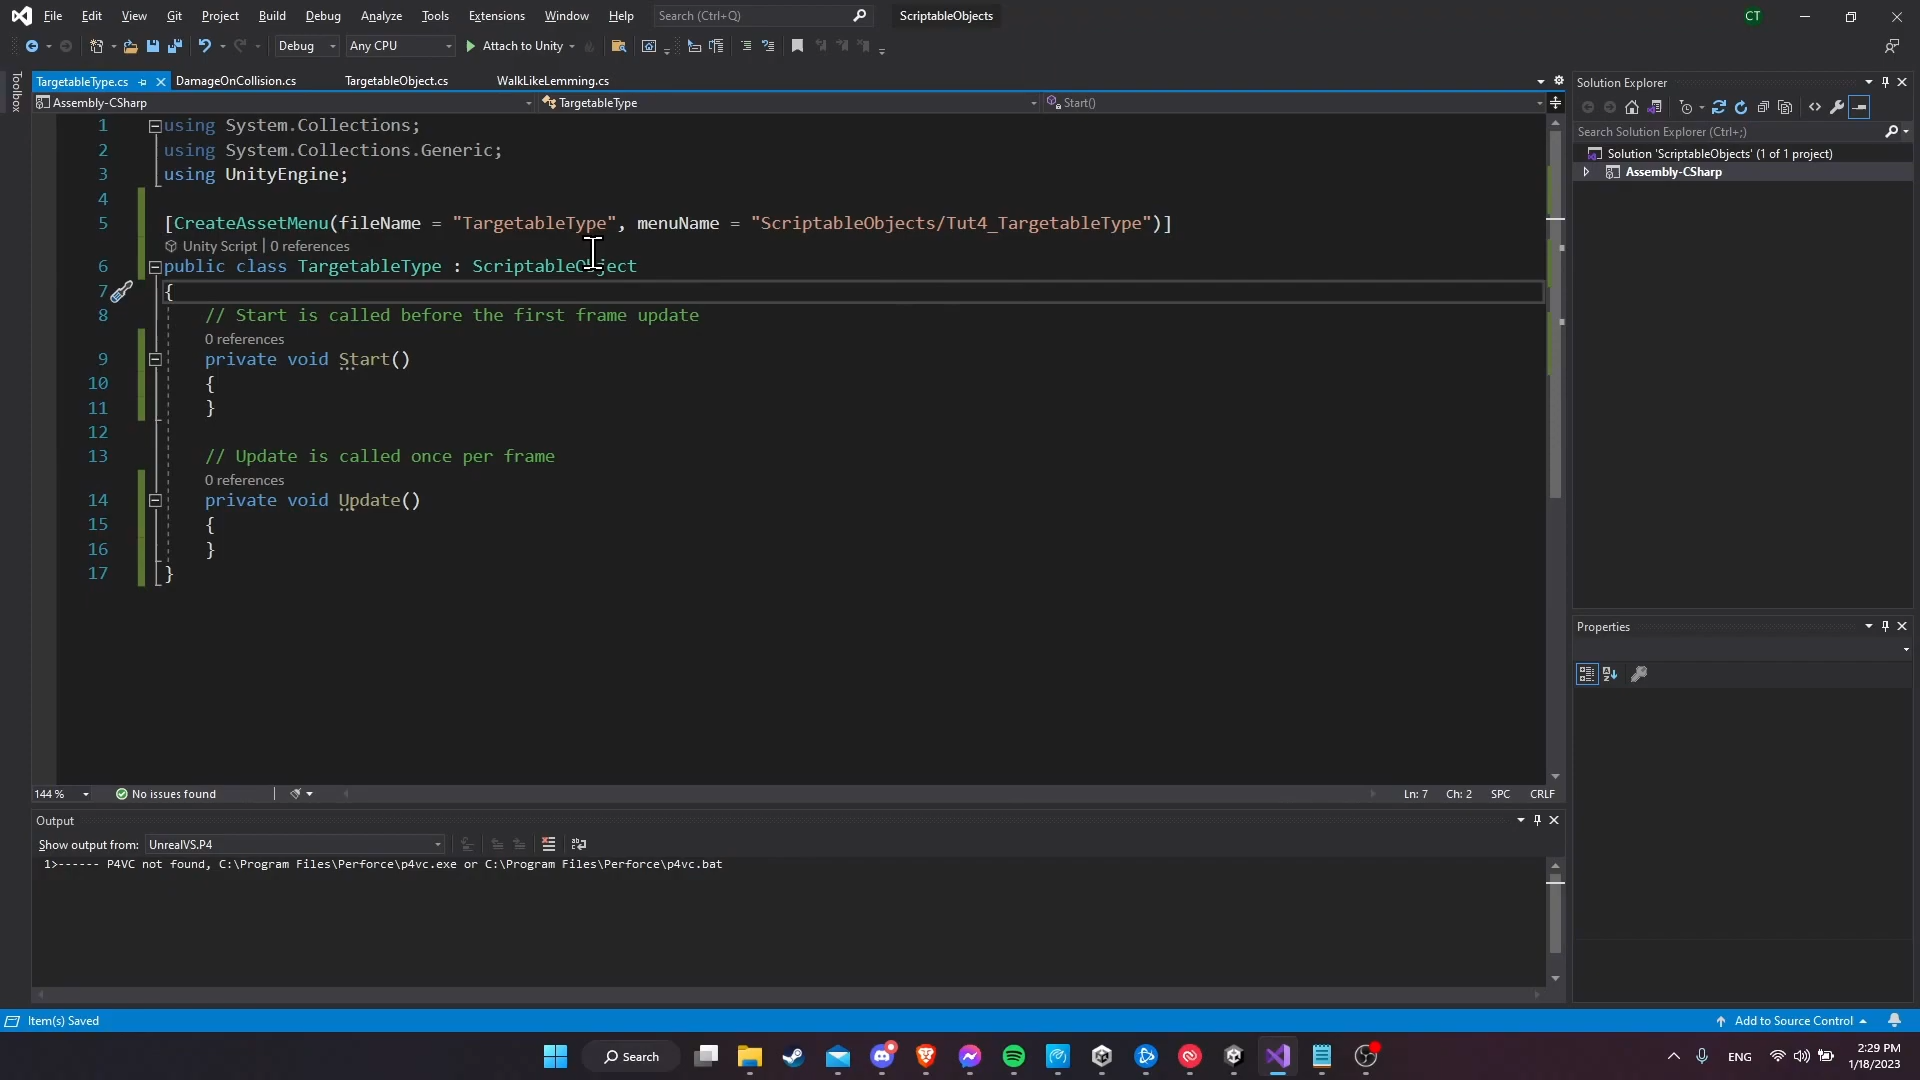 File Edit View Git Project Build Debug Analyze Tools Extensions Window Help Search (Ctrl+Q) ScriptableObjects CT
Debug Any CPU Attach to Unity
Toolbox
TargetableType.cs DamageOnCollision.cs TargetableObject.cs WalkLikeLemming.cs
Assembly-CSharp TargetableType Start()
1 using System.Collections;
2 using System.Collections.Generic;
3 using UnityEngine;
4
5 [CreateAssetMenu(fileName = "TargetableType", menuName = "ScriptableObjects/Tut4_TargetableType")]
Unity Script | 0 references
6 public class TargetableType : ScriptableObject
7 {
8 // Start is called before the first frame update
0 references
9 private void Start()
10 {
11 }
12
13 // Update is called once per frame
0 references
14 private void Update()
15 {
16 }
17 }
144 % No issues found Ln: 7 Ch: 2 SPC CRLF
Output
Show output from: UnrealVS.P4
1>------ P4VC not found, C:\Program Files\Perforce\p4vc.exe or C:\Program Files\Perforce\p4vc.bat
Solution Explorer
Search Solution Explorer (Ctrl+;)
Solution 'ScriptableObjects' (1 of 1 project)
Assembly-CSharp
Properties
Item(s) Saved Add to Source Control
Search ENG 2:29 PM
1/18/2023